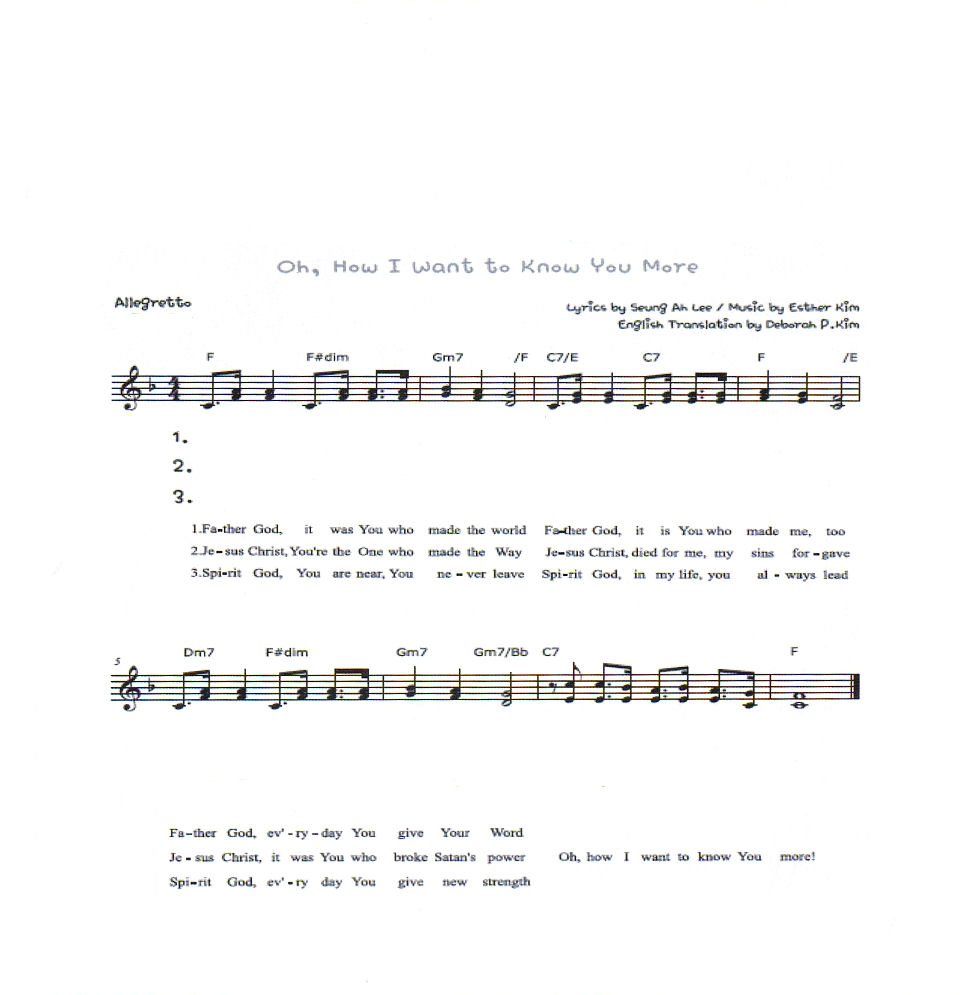 Oh, How I Want to Know You More
Allegretto
Lyrics by Seung Ah Lee / Music by Esther Kim
English Translation by Deborah P.Kim
F F#dim Gm7 /F C7/E C7 F /E
1.
2.
3.
1.Fa-ther God, it was You who made the world Fa-ther God, it is You who made me, too
2.Je-sus Christ, You're the One who made the Way Je-sus Christ, died for me, my sins for-gave
3.Spi-rit God, You are near, You ne-ver leave Spi-rit God, in my life, you al-ways lead
Dm7 F#dim Gm7 Gm7/Bb C7 F
5
Fa-ther God, ev'-ry-day You give Your Word
Je-sus Christ, it was You who broke Satan's power Oh, how I want to know You more!
Spi-rit God, ev'-ry day You give new strength